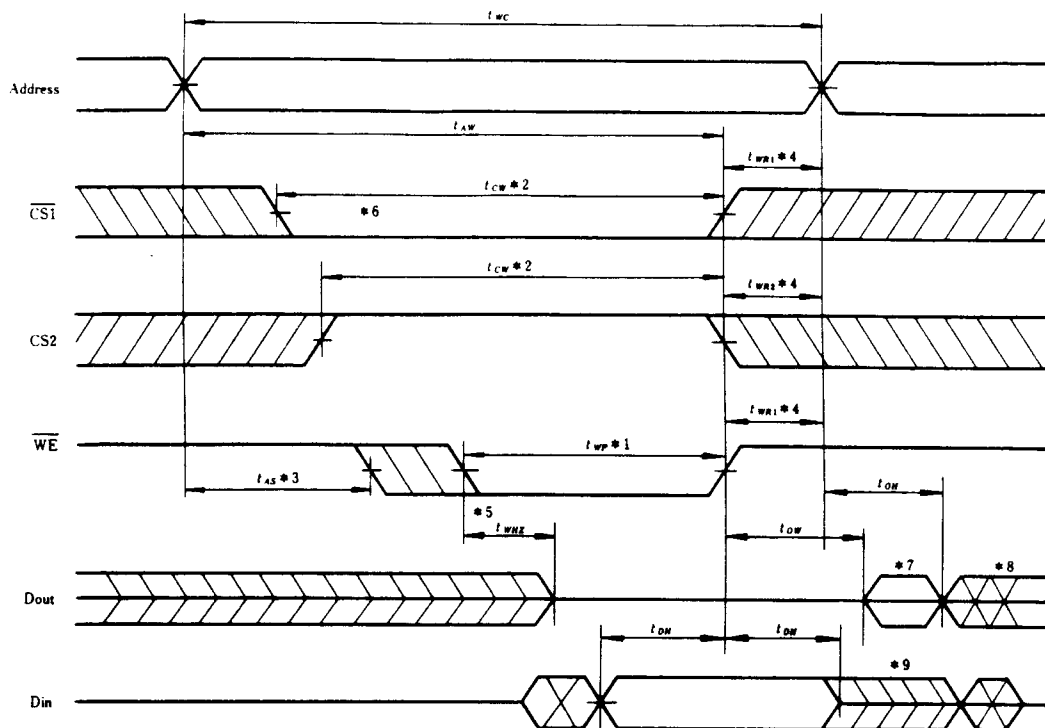 t WC
Address
t AW
t WR1 *4
t CW *2
CS1
*6
t CW *2
t WR2 *4
CS2
t WR1 *4
WE
t WP *1
t AS *3
t OH
*5
t WHZ
t OW
*7
*8
Dout
t DH
t DH
*9
Din